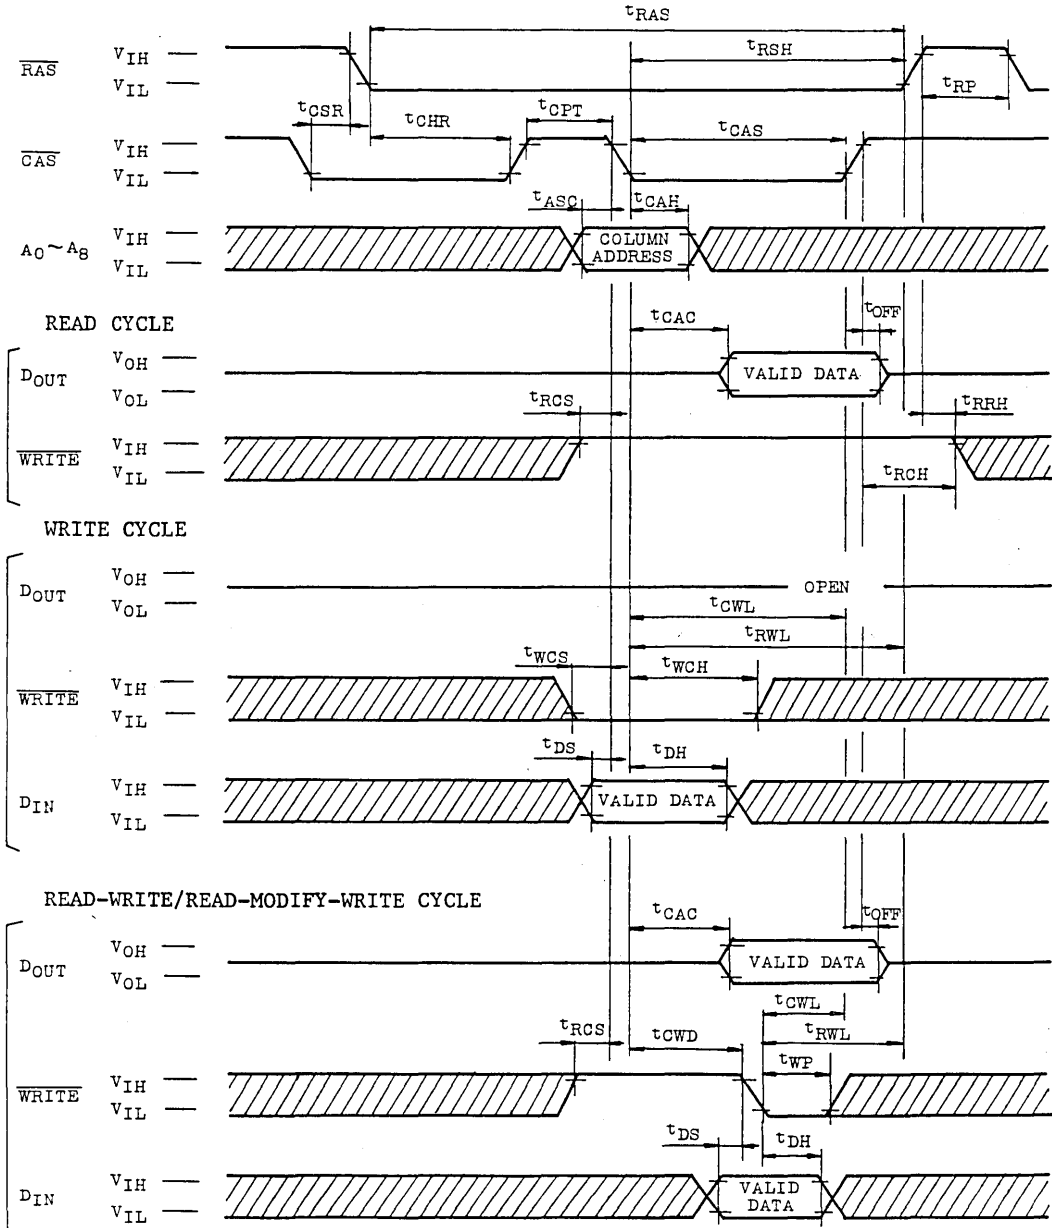 tRAS
VIH
tRSH
RAS
VIL
tRP
tCSR
tCHR
tCPT
tCAS
VIH
CAS
VIL
tASC
tCAH
VIH
A0~A8
COLUMN
ADDRESS
VIL
READ CYCLE
tCAC
tOFF
VOH
DOUT
VALID DATA
VOL
tRCS
tRRH
VIH
WRITE
VIL
tRCH
WRITE CYCLE
VOH
DOUT
OPEN
VOL
tCWL
tRWL
tWCS
tWCH
VIH
WRITE
VIL
tDS
tDH
VIH
DIN
VALID DATA
VIL
READ-WRITE/READ-MODIFY-WRITE CYCLE
tCAC
tOFF
VOH
DOUT
VALID DATA
VOL
tCWL
tRCS
tCWD
tRWL
tWP
VIH
WRITE
VIL
tDS
tDH
VIH
DIN
VALID
DATA
VIL